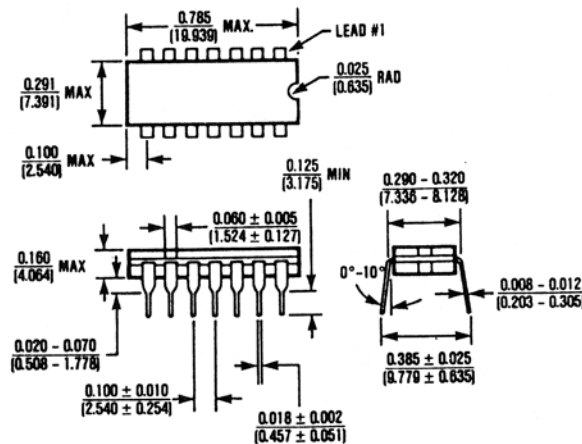 0.785
(19.939) MAX.
LEAD #1
0.291
(7.391) MAX
0.025
(0.635) RAD
0.100
(2.540) MAX
0.125
(3.175) MIN
0.290 - 0.320
(7.336 - 8.128)
0.060 ± 0.005
(1.524 ± 0.127)
0.160
(4.064) MAX
0°-10°
0.008 - 0.012
(0.203 - 0.305)
0.020 - 0.070
(0.508 - 1.778)
0.385 ± 0.025
(9.779 ± 0.635)
0.100 ± 0.010
(2.540 ± 0.254)
0.018 ± 0.002
(0.457 ± 0.051)